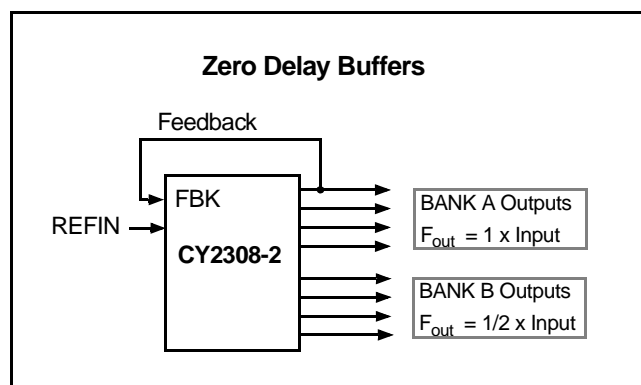 Zero Delay Buffers
Feedback
FBK
REFIN
CY2308-2
BANK A Outputs
Fout = 1 x Input
BANK B Outputs
Fout = 1/2 x Input